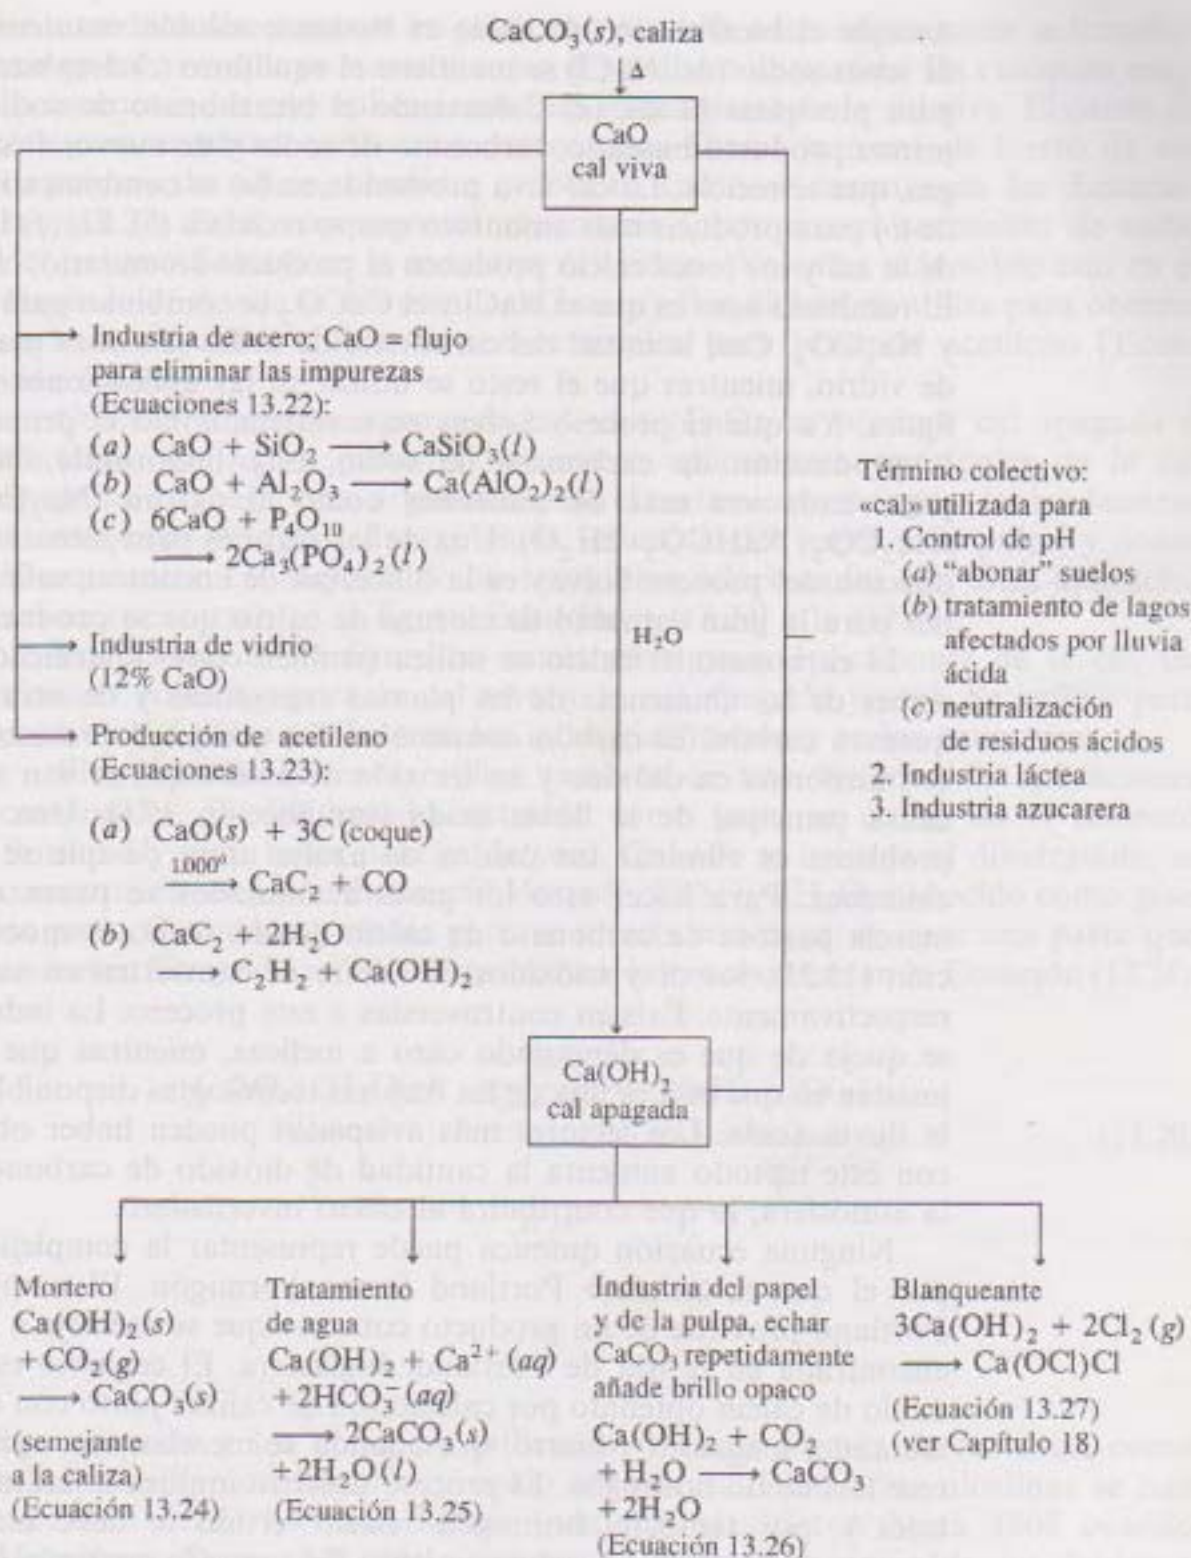 CaCO₃(s), caliza
Δ
CaO
cal viva
Industria de acero; CaO = flujo
para eliminar las impurezas
(Ecuaciones 13.22):
(a) CaO + SiO₂ ⟶ CaSiO₃(l)
(b) CaO + Al₂O₃ ⟶ Ca(AlO₂)₂(l)
(c) 6CaO + P₄O₁₀
⟶ 2Ca₃(PO₄)₂(l)
Industria de vidrio
(12% CaO)
Producción de acetileno
(Ecuaciones 13.23):
(a) CaO(s) + 3C (coque)
1.000°
⟶ CaC₂ + CO
(b) CaC₂ + 2H₂O
⟶ C₂H₂ + Ca(OH)₂
H₂O
Término colectivo:
«cal» utilizada para
1. Control de pH
(a) “abonar” suelos
(b) tratamiento de lagos
afectados por lluvia
ácida
(c) neutralización
de residuos ácidos
2. Industria láctea
3. Industria azucarera
Ca(OH)₂
cal apagada
Mortero
Ca(OH)₂(s)
+ CO₂(g)
⟶ CaCO₃(s)
(semejante
a la caliza)
(Ecuación 13.24)
Tratamiento
de agua
Ca(OH)₂ + Ca²⁺(aq)
+ 2HCO₃⁻(aq)
⟶ 2CaCO₃(s)
+ 2H₂O(l)
(Ecuación 13.25)
Industria del papel
y de la pulpa, echar
CaCO₃ repetidamente
añade brillo opaco
Ca(OH)₂ + CO₂
+ H₂O ⟶ CaCO₃
+ 2H₂O
(Ecuación 13.26)
Blanqueante
3Ca(OH)₂ + 2Cl₂(g)
⟶ Ca(OCl)Cl
(Ecuación 13.27)
(ver Capítulo 18)